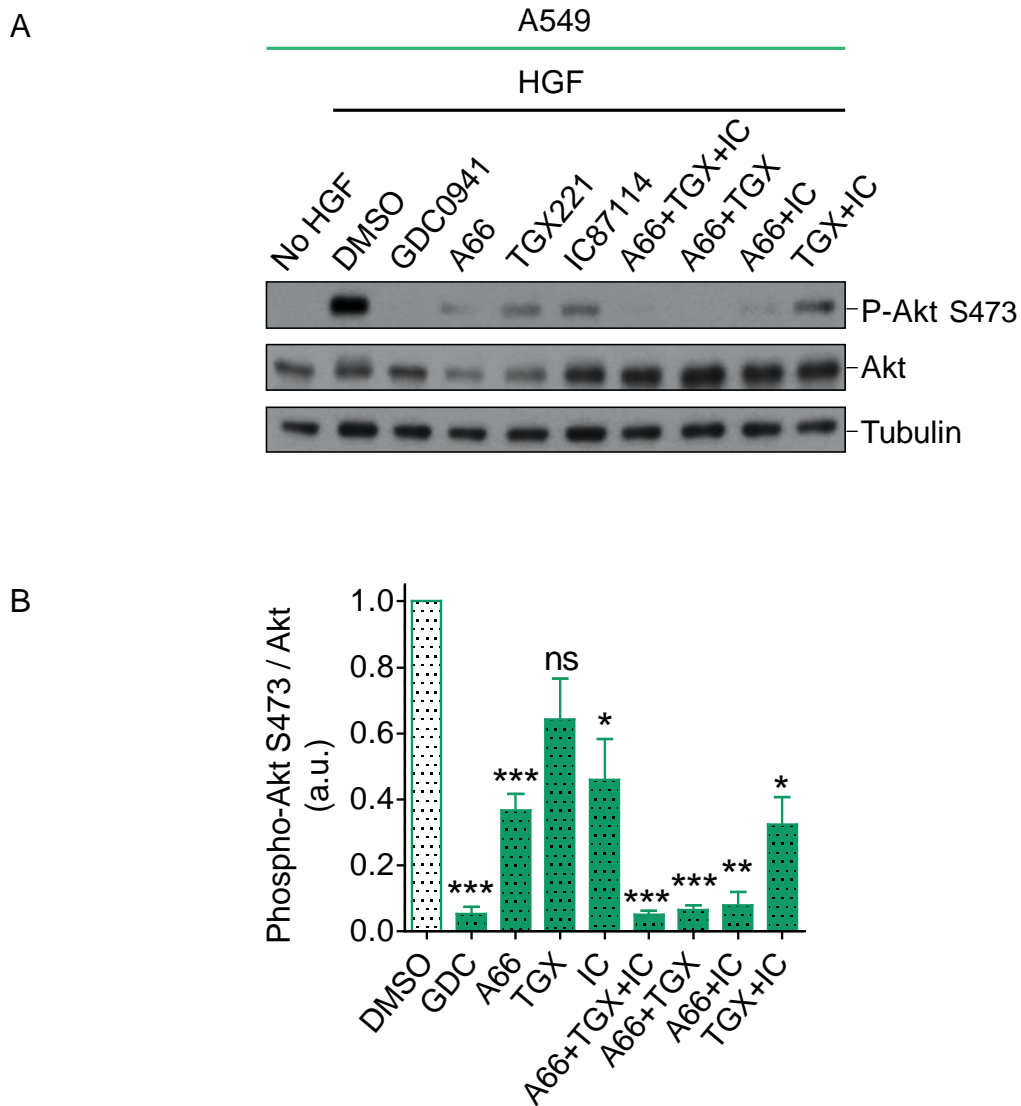 A
A549
HGF
No HGF
DMSO
GDC0941
A66
TGX221
IC87114
A66+TGX+IC
A66+TGX
A66+IC
TGX+IC
P-Akt S473
Akt
Tubulin
B
Phospho-Akt S473 / Akt
(a.u.)
1.0
0.8
0.6
0.4
0.2
0.0
***
***
ns
*
***
***
**
*
DMSO
GDC
A66
TGX
IC
A66+TGX+IC
A66+TGX
A66+IC
TGX+IC